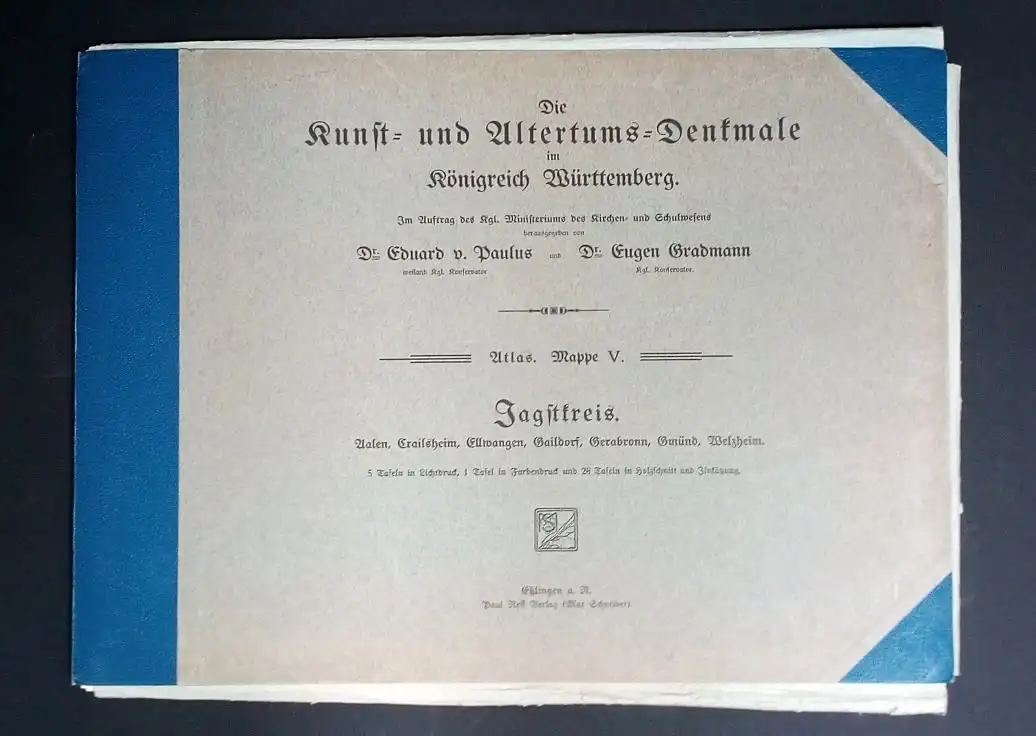 Die
Kunst- und Altertums-Denkmale
im
Königreich Württemberg.
Im Auftrag des Kgl. Ministeriums des Kirchen- und Schulwesens
herausgegeben von
Dr. Eduard v. Paulus und Dr. Eugen Gradmann
weiland Kgl. Konservator Kgl. Konservator.
Atlas. Mappe V.
Jagstkreis.
Aalen, Crailsheim, Ellwangen, Gaildorf, Gerabronn, Gmünd, Welzheim.
5 Tafeln in Lichtdruck, 1 Tafel in Farbendruck und 28 Tafeln in Holzschnitt und Zinkätzung.
Eßlingen a. N.
Paul Neff Verlag (Max Schreiber).